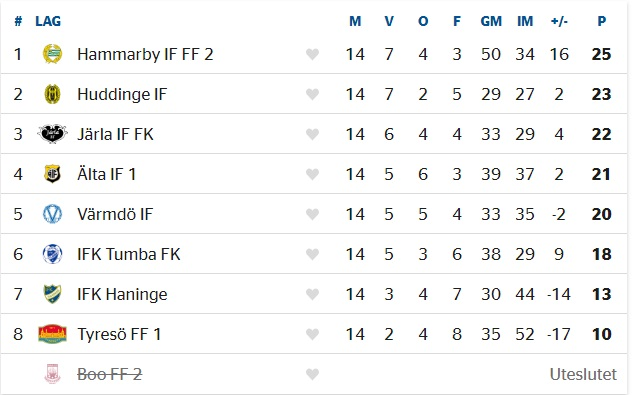 # LAG M V O F GM IM +/- P
1 Hammarby IF FF 2 14 7 4 3 50 34 16 25
2 Huddinge IF 14 7 2 5 29 27 2 23
3 Järla IF FK 14 6 4 4 33 29 4 22
4 Älta IF 1 14 5 6 3 39 37 2 21
5 Värmdö IF 14 5 5 4 33 35 -2 20
6 IFK Tumba FK 14 5 3 6 38 29 9 18
7 IFK Haninge 14 3 4 7 30 44 -14 13
8 Tyresö FF 1 14 2 4 8 35 52 -17 10
Boo FF 2 Uteslutet